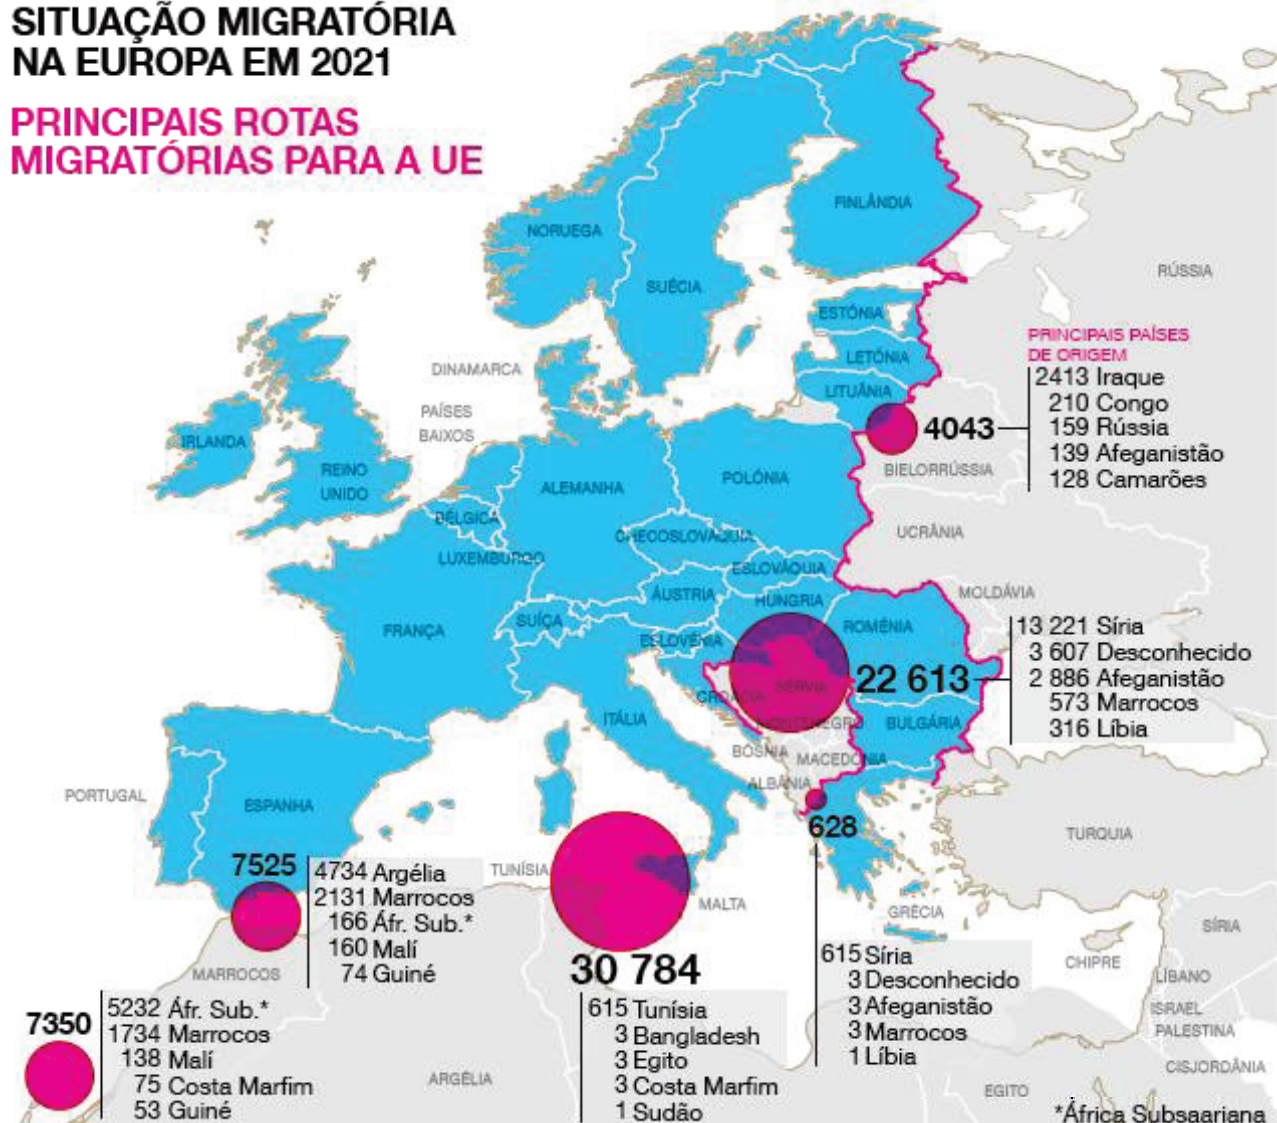 SITUAÇÃO MIGRATÓRIA
NA EUROPA EM 2021
PRINCIPAIS ROTAS
MIGRATÓRIAS PARA A UE
FINLÂNDIA
NORUEGA
SUÉCIA
RÚSSIA
ESTÓNIA
LETÓNIA
LITUÂNIA
DINAMARCA
PAÍSES
BAIXOS
IRLANDA
REINO
UNIDO
ALEMANHA
POLÓNIA
BIELORRÚSSIA
4043
PRINCIPAIS PAÍSES
DE ORIGEM
2413 Iraque
210 Congo
159 Rússia
139 Afeganistão
128 Camarões
BÉLGICA
LUXEMBURGO
CHECOSLOVÁQUIA
ESLOVÁQUIA
UCRÂNIA
MOLDÁVIA
ÁUSTRIA
HUNGRIA
SUÍÇA
FRANÇA
ESLOVÉNIA
ROMÉNIA
22 613
13 221 Síria
3 607 Desconhecido
2 886 Afeganistão
573 Marrocos
316 Líbia
CROÁCIA
SÉRVIA
MONTENEGRO
BULGÁRIA
ITÁLIA
BÓSNIA
MACEDÓNIA
ALBÂNIA
PORTUGAL
ESPANHA
628
TURQUIA
7525
4734 Argélia
2131 Marrocos
166 Áfr. Sub.*
160 Malí
74 Guiné
TUNÍSIA
MALTA
GRÉCIA
SÍRIA
CHIPRE
LÍBANO
ISRAEL
PALESTINA
CISJORDÂNIA
MARROCOS
30 784
615 Tunísia
3 Bangladesh
3 Egito
3 Costa Marfim
1 Sudão
615 Síria
3 Desconhecido
3 Afeganistão
3 Marrocos
1 Líbia
7350
5232 Áfr. Sub.*
1734 Marrocos
138 Malí
75 Costa Marfim
53 Guiné
ARGÉLIA
EGITO
*África Subsaariana